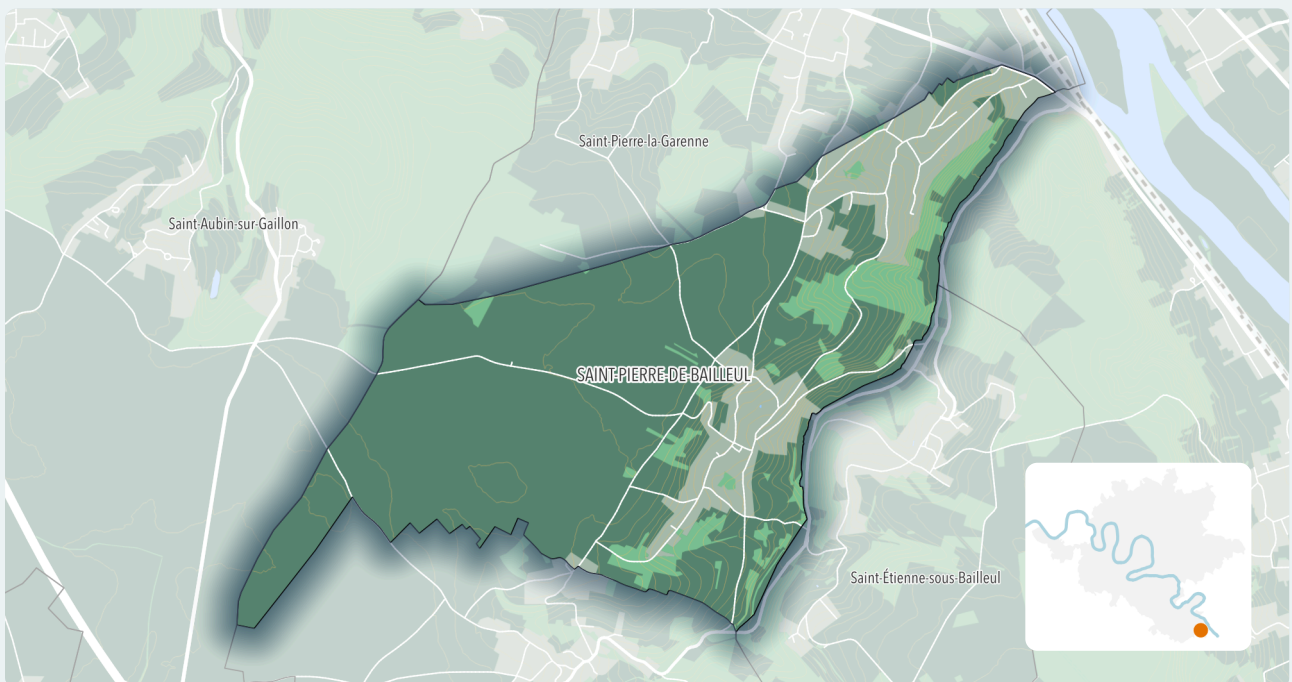 Saint-Pierre-la-Garenne
Saint-Aubin-sur-Gaillon
SAINT-PIERRE-DE-BAILLEUL
Saint-Étienne-sous-Bailleul